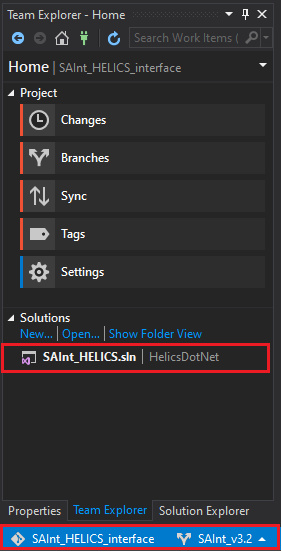 Team Explorer - Home
Search Work Items (
Home | SAInt_HELICS_interface
Project
Changes
Branches
Sync
Tags
Settings
Solutions
New... | Open... | Show Folder View
SAInt_HELICS.sln | HelicsDotNet
Properties Team Explorer Solution Explorer
SAInt_HELICS_interface SAInt_v3.2